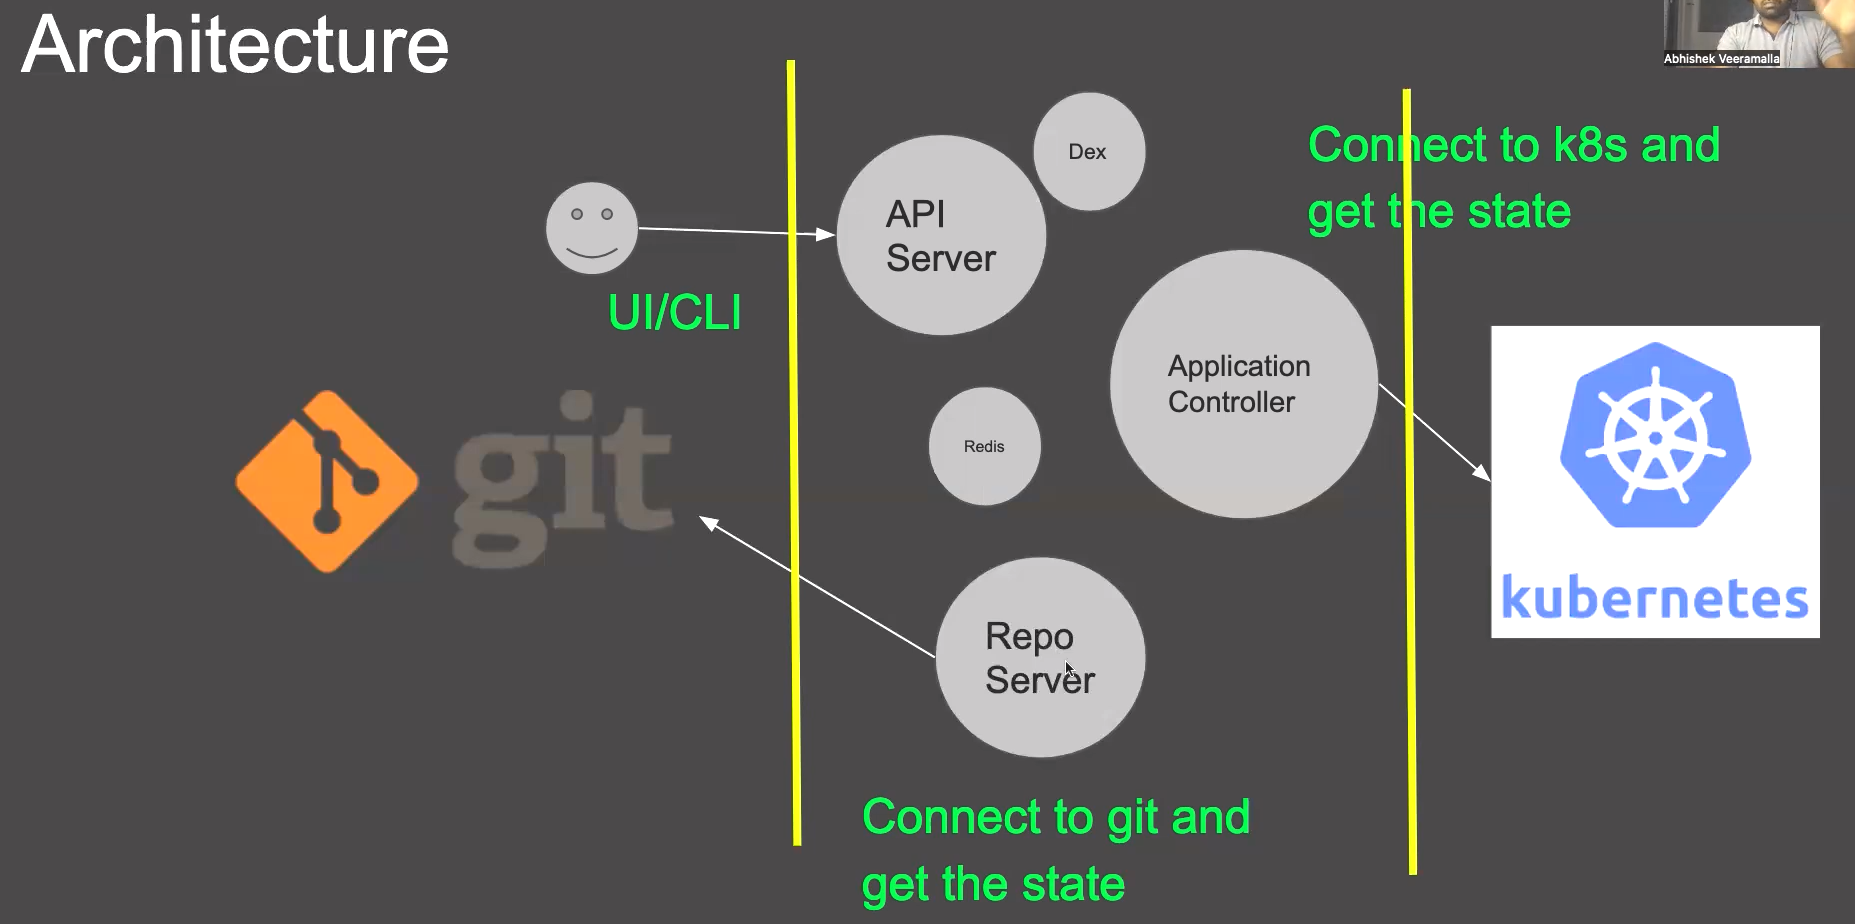 Architecture
Abhishek Veeramalla
Dex
Connect to k8s and
get the state
API
Server
UI/CLI
Application
Controller
git
Redis
kubernetes
Repo
Server
Connect to git and
get the state